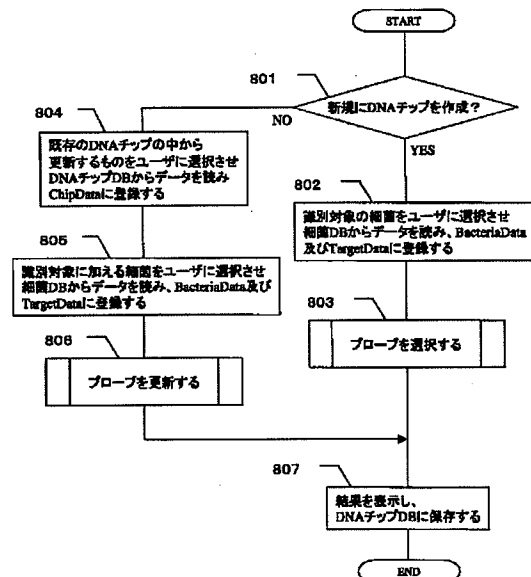 START
801
新規にDNAチップを作成?
NO
YES
804
既存のDNAチップの中から
更新するものをユーザに選択させ
DNAチップDBからデータを読み
ChipDataに登録する
802
識別対象の細菌をユーザに選択させ
細菌DBからデータを読み、BacteriaData
及びTargetDataに登録する
805
識別対象に加える細菌をユーザに選択させ
細菌DBからデータを読み、BacteriaData及び
TargetDataに登録する
803
プローブを選択する
806
プローブを更新する
807
結果を表示し、
DNAチップDBに保存する
END